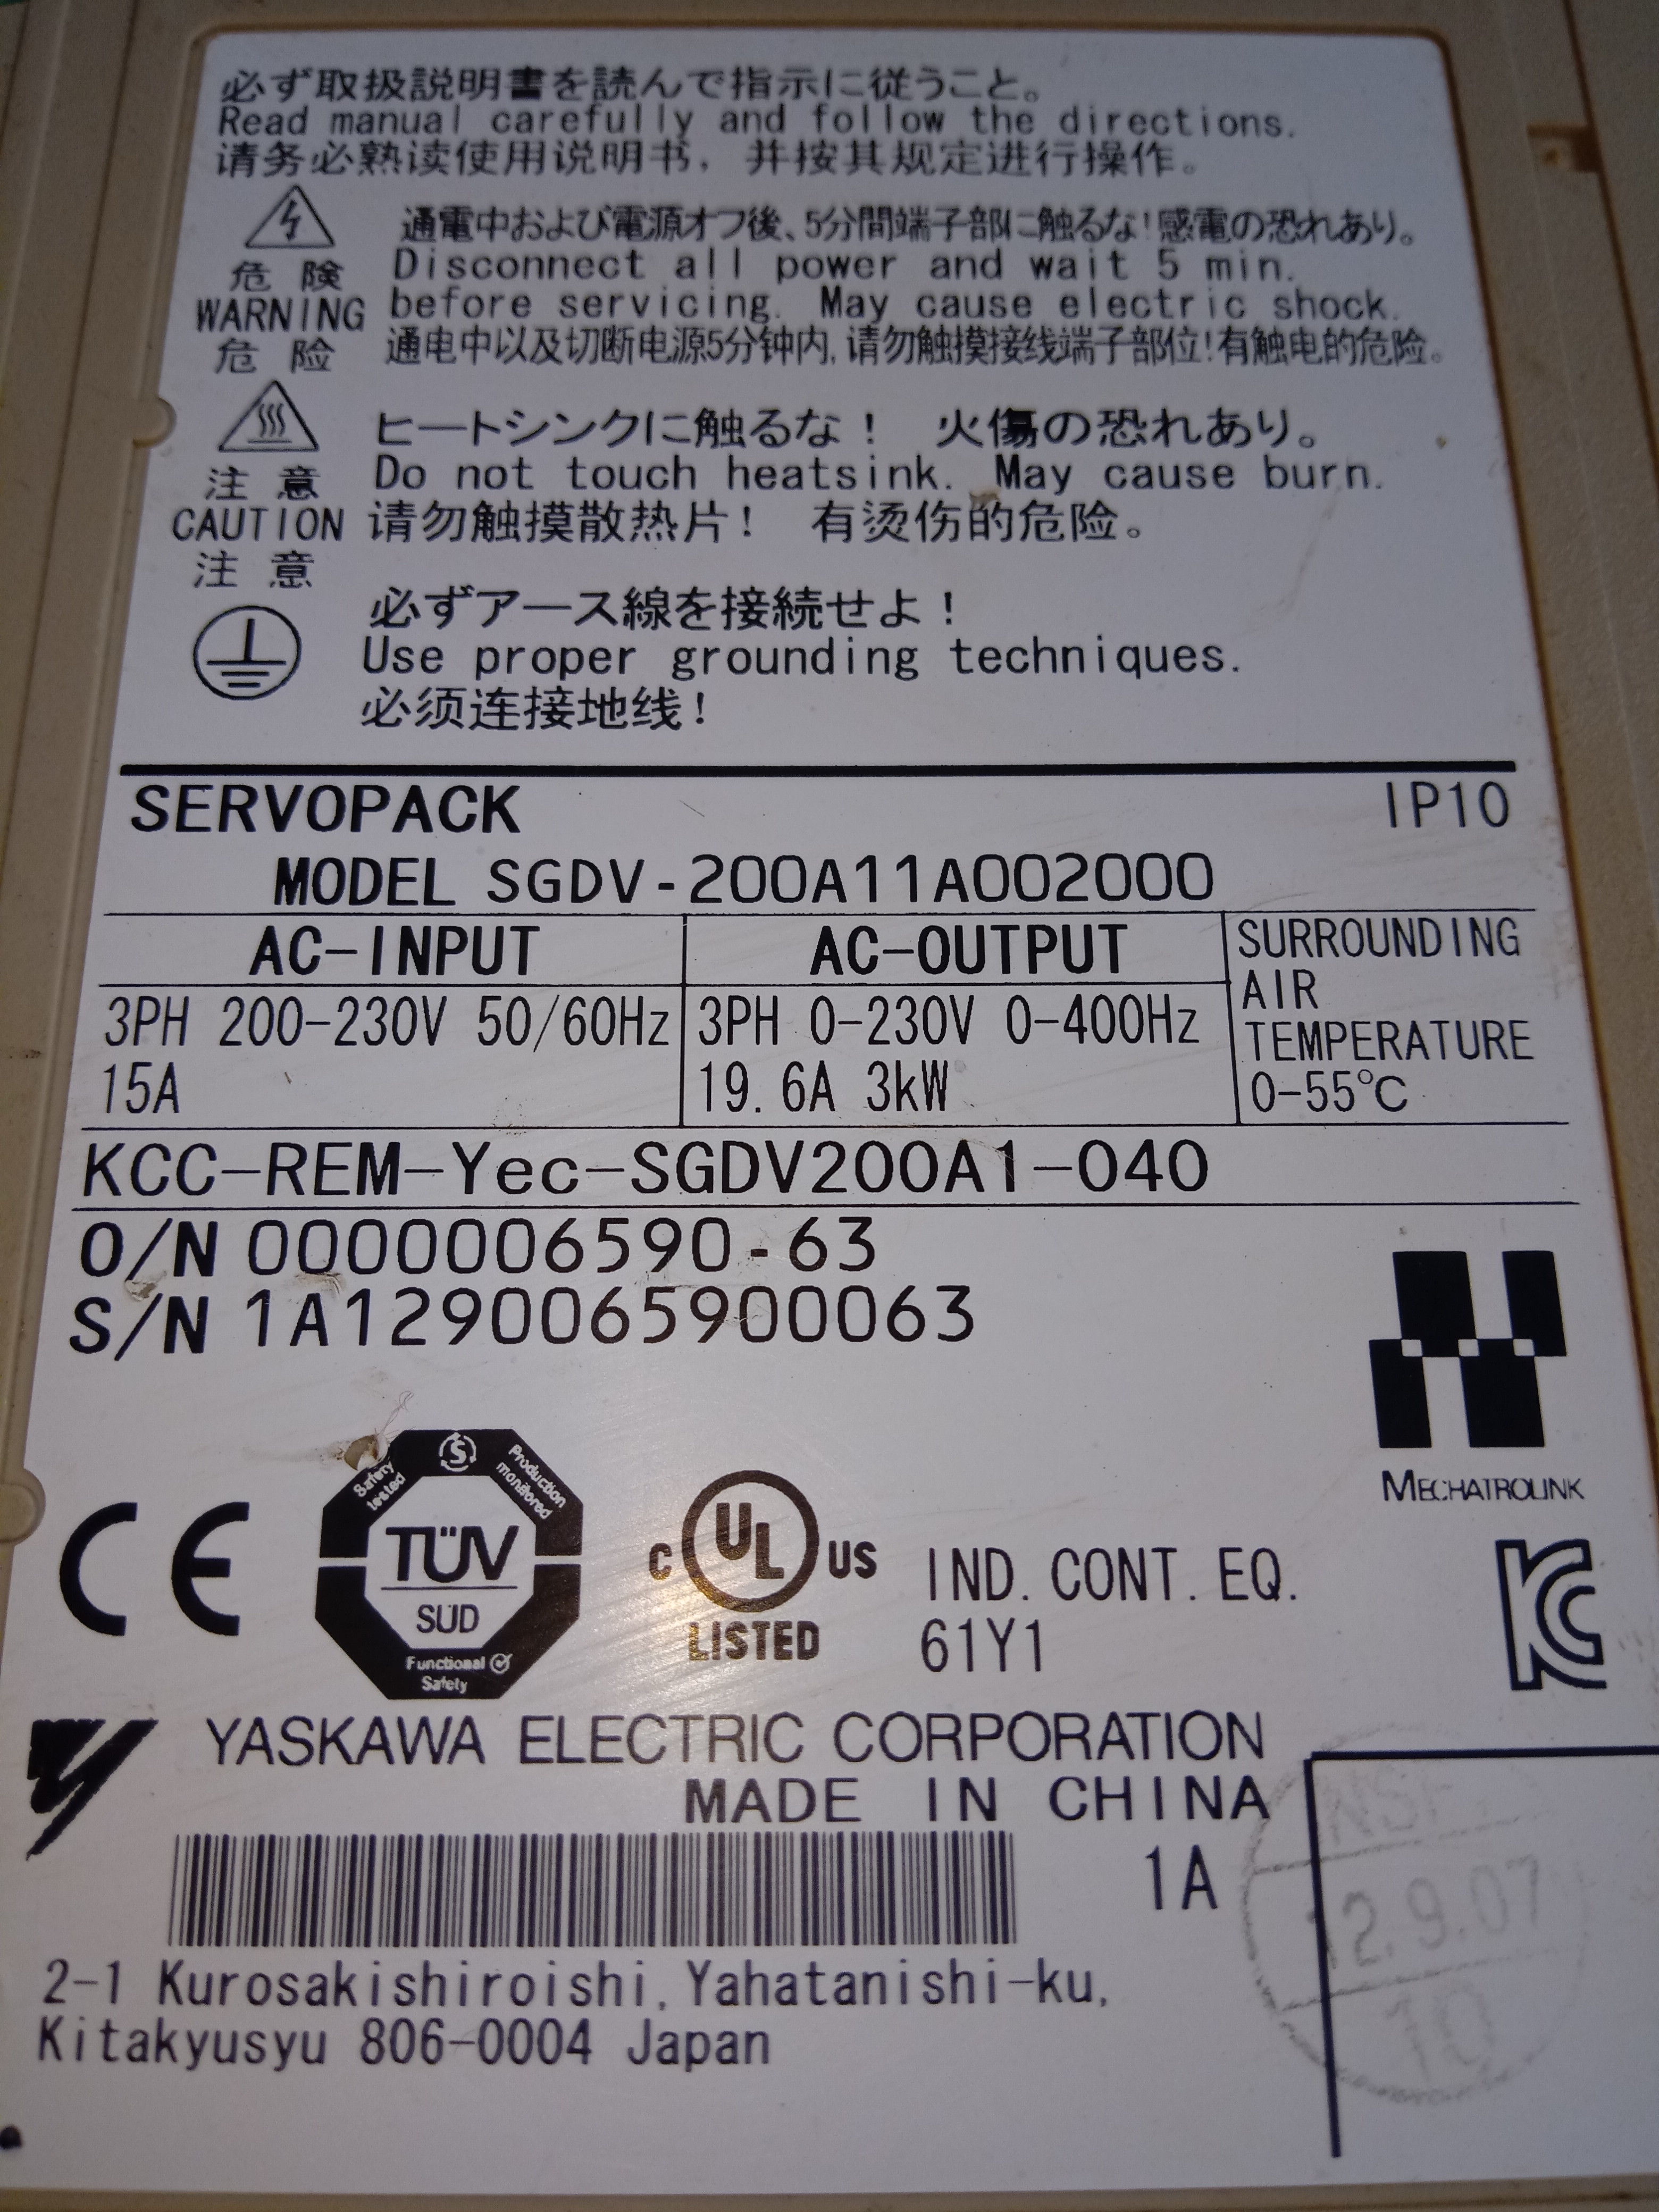 必ず取扱説明書を読んで指示に従うこと。
Read manual carefully and follow the directions.
请务必熟读使用说明书，并按其规定进行操作。
危 険
WARNING
危 险
通電中および電源オフ後、5分間端子部に触るな！感電の恐れあり。
Disconnect all power and wait 5 min.
before servicing. May cause electric shock.
通电中以及切断电源5分钟内，请勿触摸接线端子部位！有触电的危险。
注 意
CAUTION
注 意
ヒートシンクに触るな！ 火傷の恐れあり。
Do not touch heatsink. May cause burn.
请勿触摸散热片！ 有烫伤的危险。
必ずアース線を接続せよ！
Use proper grounding techniques.
必须连接地线！
SERVOPACK IP10
MODEL SGDV-200A11A002000
AC-INPUT
3PH 200-230V 50/60Hz
15A
AC-OUTPUT
3PH 0-230V 0-400Hz
19.6A 3kW
SURROUNDING
AIR
TEMPERATURE
0-55℃
KCC-REM-Yec-SGDV200A1-040
O/N 0000006590-63
S/N 1A1290065900063
MECHATROLINK
CE
Safety tested
Production monitored
TÜV
SÜD
Functional Safety
C UL US
LISTED
IND. CONT. EQ.
61Y1
YASKAWA ELECTRIC CORPORATION
MADE IN CHINA
1A
2.9.07
10
2-1 Kurosakishiroishi, Yahatanishi-ku,
Kitakyusyu 806-0004 Japan